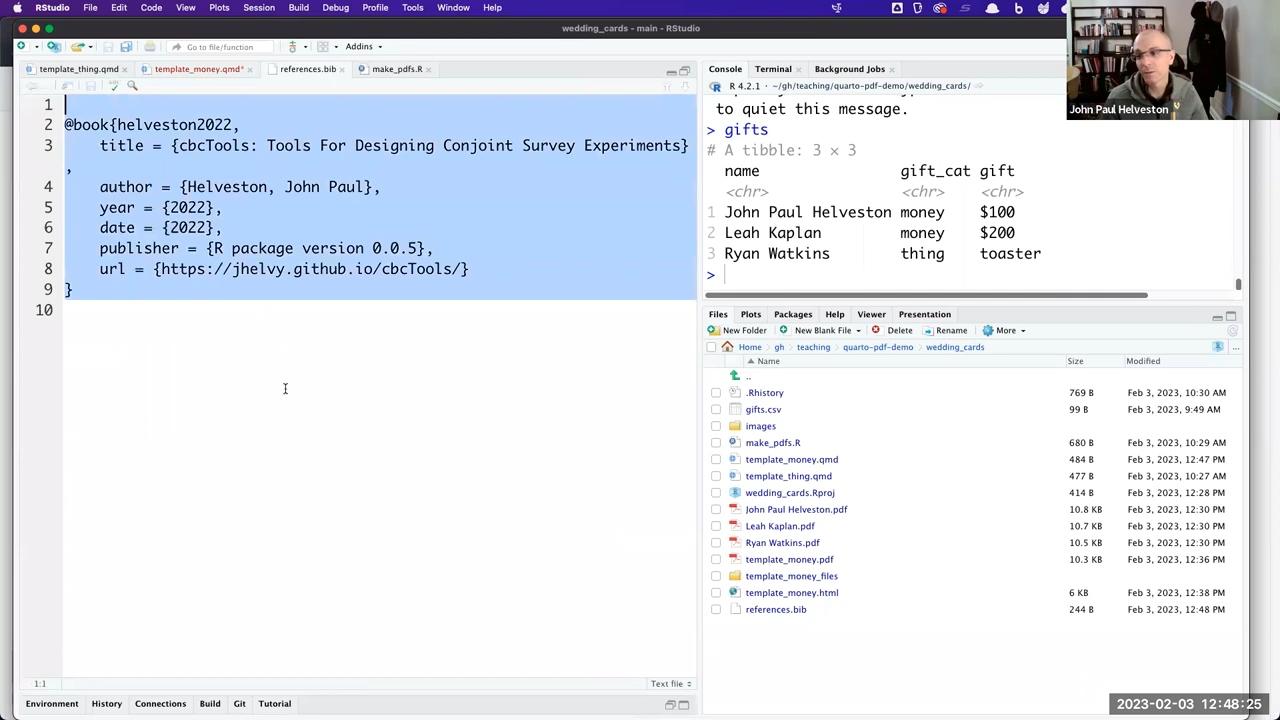 RStudio File Edit Code View Plots Session Build Debug Profile Tools Window Help
wedding_cards - main - RStudio
Go to file/function Addins
template_thing.qmd template_money.qmd* references.bib make_pdfs.R
1
2 @book{helveston2022,
3 title = {cbcTools: Tools For Designing Conjoint Survey Experiments}
,
4 author = {Helveston, John Paul},
5 year = {2022},
6 date = {2022},
7 publisher = {R package version 0.0.5},
8 url = {https://jhelvy.github.io/cbcTools/}
9 }
10
1:1 Text file
Environment History Connections Build Git Tutorial
Console Terminal Background Jobs
R 4.2.1 · ~/gh/teaching/quarto-pdf-demo/wedding_cards/
to quiet this message.
> gifts
# A tibble: 3 × 3
name gift_cat gift
<chr> <chr> <chr>
1 John Paul Helveston money $100
2 Leah Kaplan money $200
3 Ryan Watkins thing toaster
>
Files Plots Packages Help Viewer Presentation
New Folder New Blank File Delete Rename More
Home gh teaching quarto-pdf-demo wedding_cards ...
Name Size Modified
..
.Rhistory 769 B Feb 3, 2023, 10:30 AM
gifts.csv 99 B Feb 3, 2023, 9:49 AM
images
make_pdfs.R 680 B Feb 3, 2023, 10:29 AM
template_money.qmd 484 B Feb 3, 2023, 12:47 PM
template_thing.qmd 477 B Feb 3, 2023, 10:27 AM
wedding_cards.Rproj 414 B Feb 3, 2023, 12:28 PM
John Paul Helveston.pdf 10.8 KB Feb 3, 2023, 12:30 PM
Leah Kaplan.pdf 10.7 KB Feb 3, 2023, 12:30 PM
Ryan Watkins.pdf 10.5 KB Feb 3, 2023, 12:30 PM
template_money.pdf 10.3 KB Feb 3, 2023, 12:36 PM
template_money_files
template_money.html 6 KB Feb 3, 2023, 12:38 PM
references.bib 244 B Feb 3, 2023, 12:48 PM
John Paul Helveston
2023-02-03 12:48:25